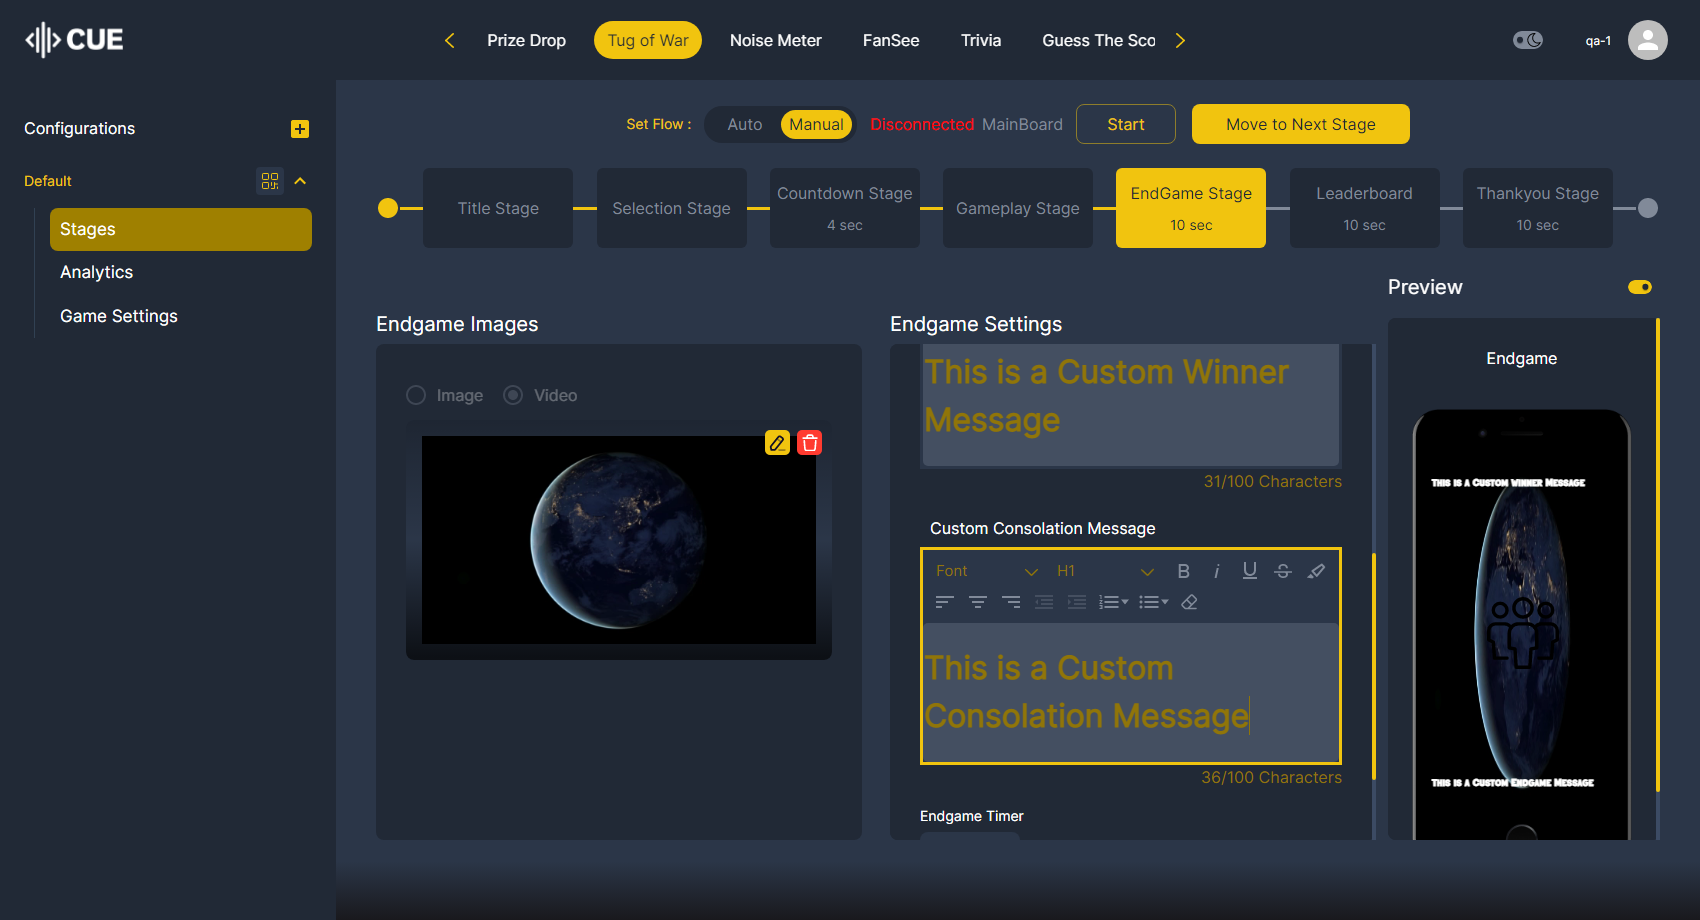 CUE
Prize Drop
Tug of War
Noise Meter
FanSee
Trivia
Guess The Sco
qa-1
Configurations
Default
Stages
Analytics
Game Settings
Set Flow :
Auto
Manual
Disconnected MainBoard
Start
Move to Next Stage
Title Stage
Selection Stage
Countdown Stage
4 sec
Gameplay Stage
EndGame Stage
10 sec
Leaderboard
10 sec
Thankyou Stage
10 sec
Endgame Images
Image
Video
Endgame Settings
This is a Custom Winner
Message
31/100 Characters
Custom Consolation Message
Font
H1
B
i
U
S
This is a Custom
Consolation Message
36/100 Characters
Endgame Timer
Preview
Endgame
This is a Custom Winner Message
This is a Custom Endgame Message